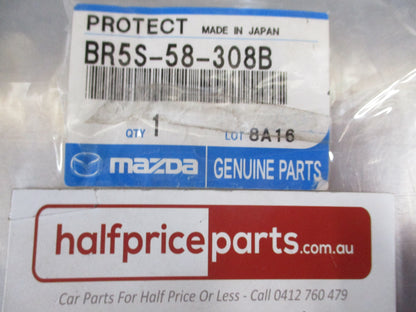 PROTECT MADE IN JAPAN
BR5S-58-308B
QTY 1 LOT 8A16
mazda GENUINE PARTS
halfpriceparts.com.au
Car Parts For Half Price Or Less - Call 0412 760 479